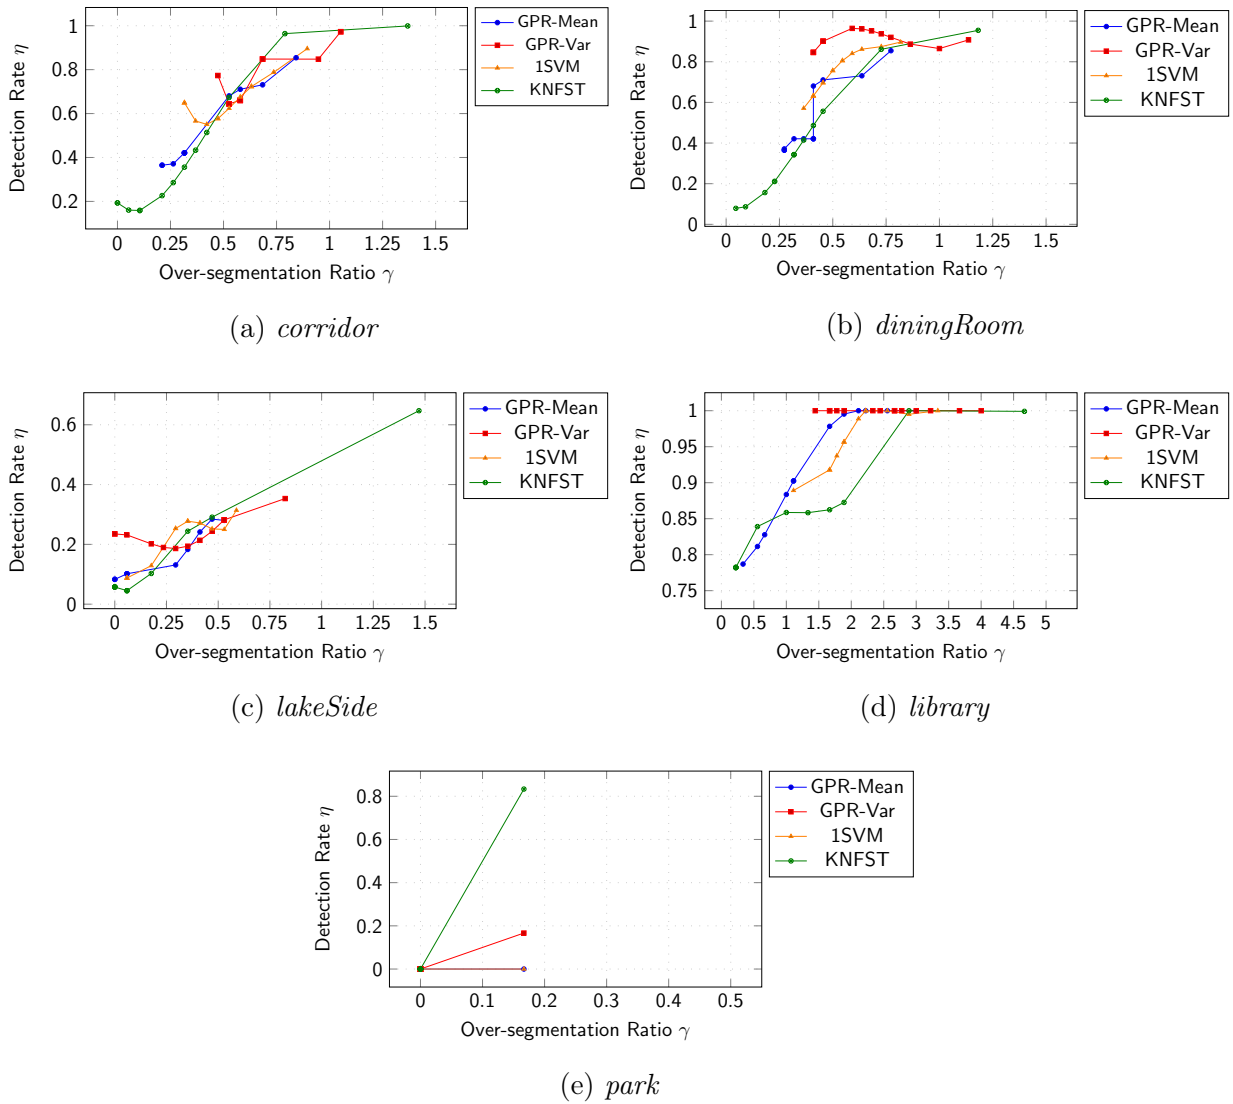 1
0.8
0.6
0.4
0.2
Detection Rate η
0 0.25 0.5 0.75 1 1.25 1.5
Over-segmentation Ratio γ
GPR-Mean
GPR-Var
1SVM
KNFST
(a) corridor
1
0.8
0.6
0.4
0.2
0
Detection Rate η
0 0.25 0.5 0.75 1 1.25 1.5
Over-segmentation Ratio γ
GPR-Mean
GPR-Var
1SVM
KNFST
(b) diningRoom
0.6
0.4
0.2
0
Detection Rate η
0 0.25 0.5 0.75 1 1.25 1.5
Over-segmentation Ratio γ
GPR-Mean
GPR-Var
1SVM
KNFST
(c) lakeSide
1
0.95
0.9
0.85
0.8
0.75
Detection Rate η
0 0.5 1 1.5 2 2.5 3 3.5 4 4.5 5
Over-segmentation Ratio γ
GPR-Mean
GPR-Var
1SVM
KNFST
(d) library
0.8
0.6
0.4
0.2
0
Detection Rate η
0 0.1 0.2 0.3 0.4 0.5
Over-segmentation Ratio γ
GPR-Mean
GPR-Var
1SVM
KNFST
(e) park